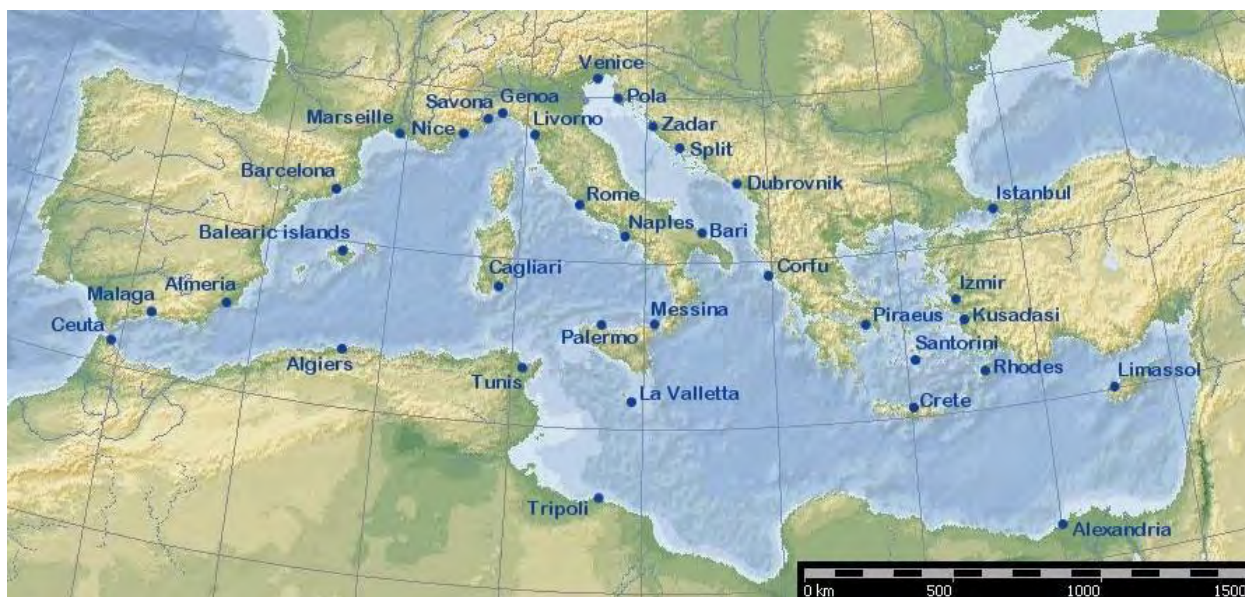 Venice
Savona
Genoa
Pola
Marseille
Nice
Livorno
Zadar
Split
Barcelona
Dubrovnik
Rome
Istanbul
Naples
Balearic islands
Bari
Cagliari
Corfu
Almeria
Izmir
Malaga
Messina
Piraeus
Kusadasi
Ceuta
Palermo
Santorini
Algiers
Tunis
Rhodes
Limassol
La Valletta
Crete
Tripoli
Alexandria
0 km 500 1000 1500